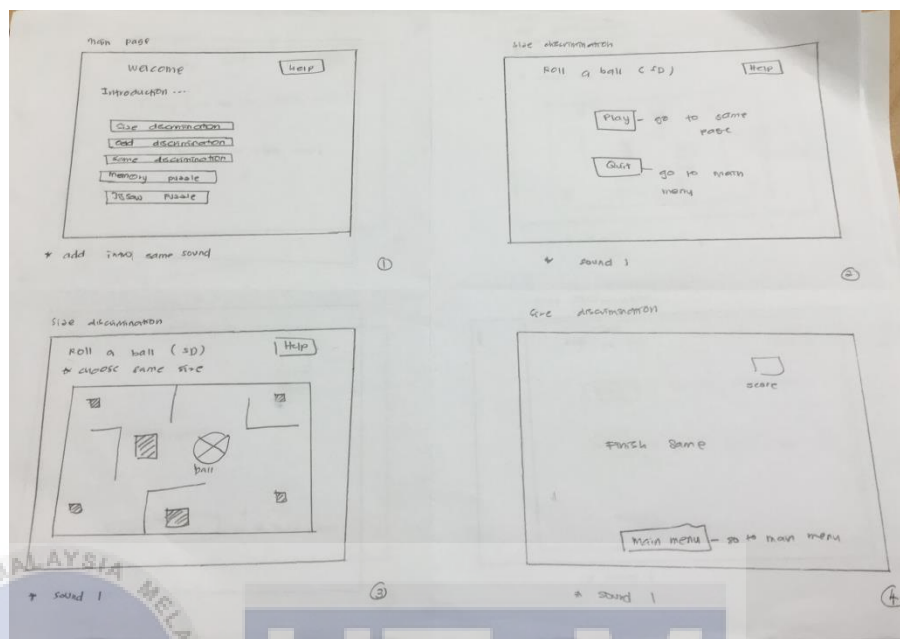 main page
Welcome
Help
Introduction ...
Size discrimination
odd discrimination
same discrimination
memory puzzle
Jigsaw puzzle
* add intro, game sound
①
Size discrimination
Roll a ball (SD)
Help
Play - go to game page
Quit - go to main menu
* sound 1
②
Size discrimination
Roll a ball (SD)
Help
* choose same size
ball
* sound 1
③
Size discrimination
score
Finish Game
main menu - go to main menu
* sound 1
④
MALAYSIA MELA